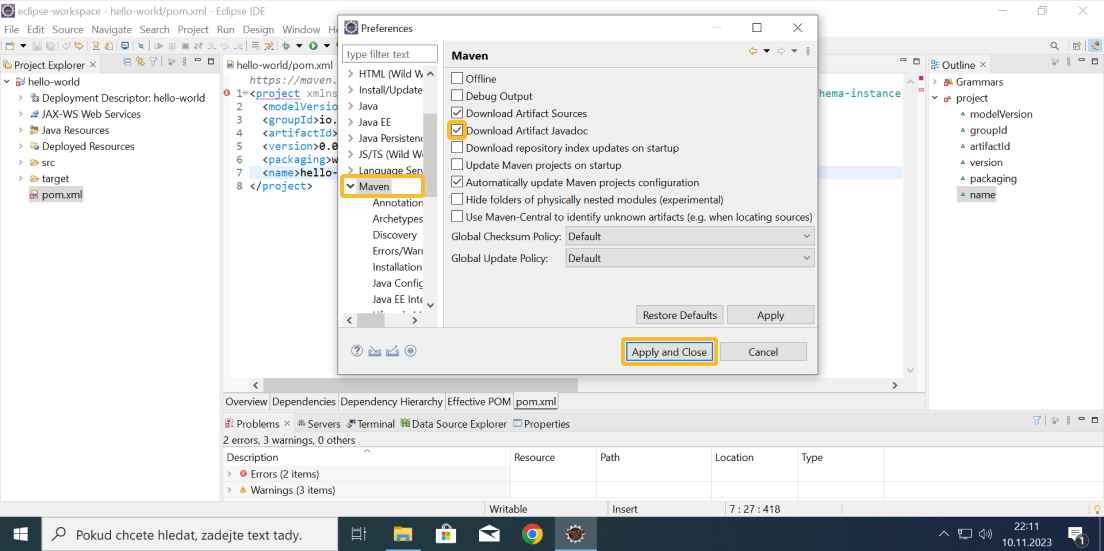 eclipse-workspace - hello-world/pom.xml - Eclipse IDE
File Edit Source Navigate Search Project Run Design Window
Project Explorer
hello-world
Deployment Descriptor: hello-world
JAX-WS Web Services
Java Resources
Deployed Resources
src
target
pom.xml
hello-world/pom.xml
https://maven.
1 <project xmlns hema-instance
2 <modelVersio
3 <groupId>io.
4 <artifactId>
5 <version>0.0
6 <packaging>w
7 <name>hello-
8 </project>
Preferences
type filter text
HTML (Wild W
Install/Update
Java
Java EE
Java Persistenc
JS/TS (Wild We
Language Serv
Maven
Annotation
Archetypes
Discovery
Errors/Warn
Installation
Java Config
Java EE Inte
Maven
Offline
Debug Output
Download Artifact Sources
Download Artifact Javadoc
Download repository index updates on startup
Update Maven projects on startup
Automatically update Maven projects configuration
Hide folders of physically nested modules (experimental)
Use Maven-Central to identify unknown artifacts (e.g. when locating sources)
Global Checksum Policy: Default
Global Update Policy: Default
Restore Defaults Apply
Apply and Close Cancel
Outline
Grammars
project
modelVersion
groupId
artifactId
version
packaging
name
Overview Dependencies Dependency Hierarchy Effective POM pom.xml
Problems Servers Terminal Data Source Explorer Properties
2 errors, 3 warnings, 0 others
Description Resource Path Location Type
Errors (2 items)
Warnings (3 items)
Writable Insert 7 : 27 : 418
Pokud chcete hledat, zadejte text tady.
22:11
10.11.2023
1